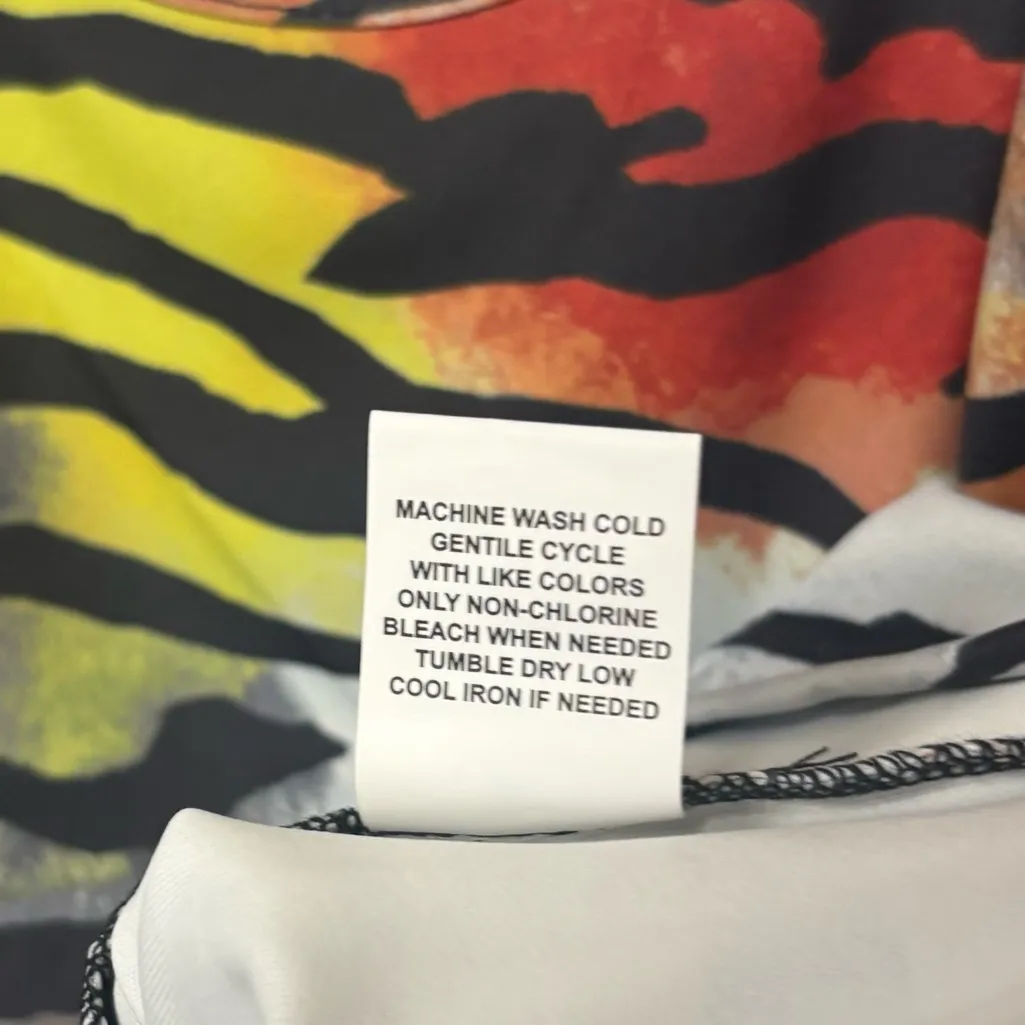 MACHINE WASH COLD
GENTILE CYCLE
WITH LIKE COLORS
ONLY NON-CHLORINE
BLEACH WHEN NEEDED
TUMBLE DRY LOW
COOL IRON IF NEEDED